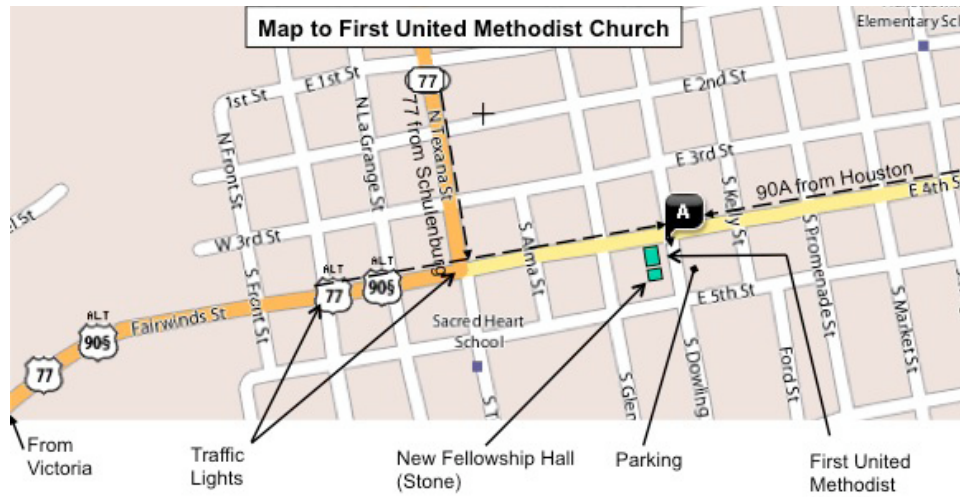 Map to First United Methodist Church
Elementary Sch
77
1st St
E 1st St
E 2nd St
N Front St
N La Grange St
N Texana St
77 from Schulenburg
E 3rd St
W 3rd St
S Kelly St
90A from Houston
E 4th S
A
S Alma St
S Promenade St
el St
S Front St
ALT
77
ALT
90§
ALT
90§
77
Fairwinds St
Sacred Heart
School
E 5th St
S Market St
S Glen
S Dowling
Ford St
S T
From
Victoria
Traffic
Lights
New Fellowship Hall
(Stone)
Parking
First United
Methodist